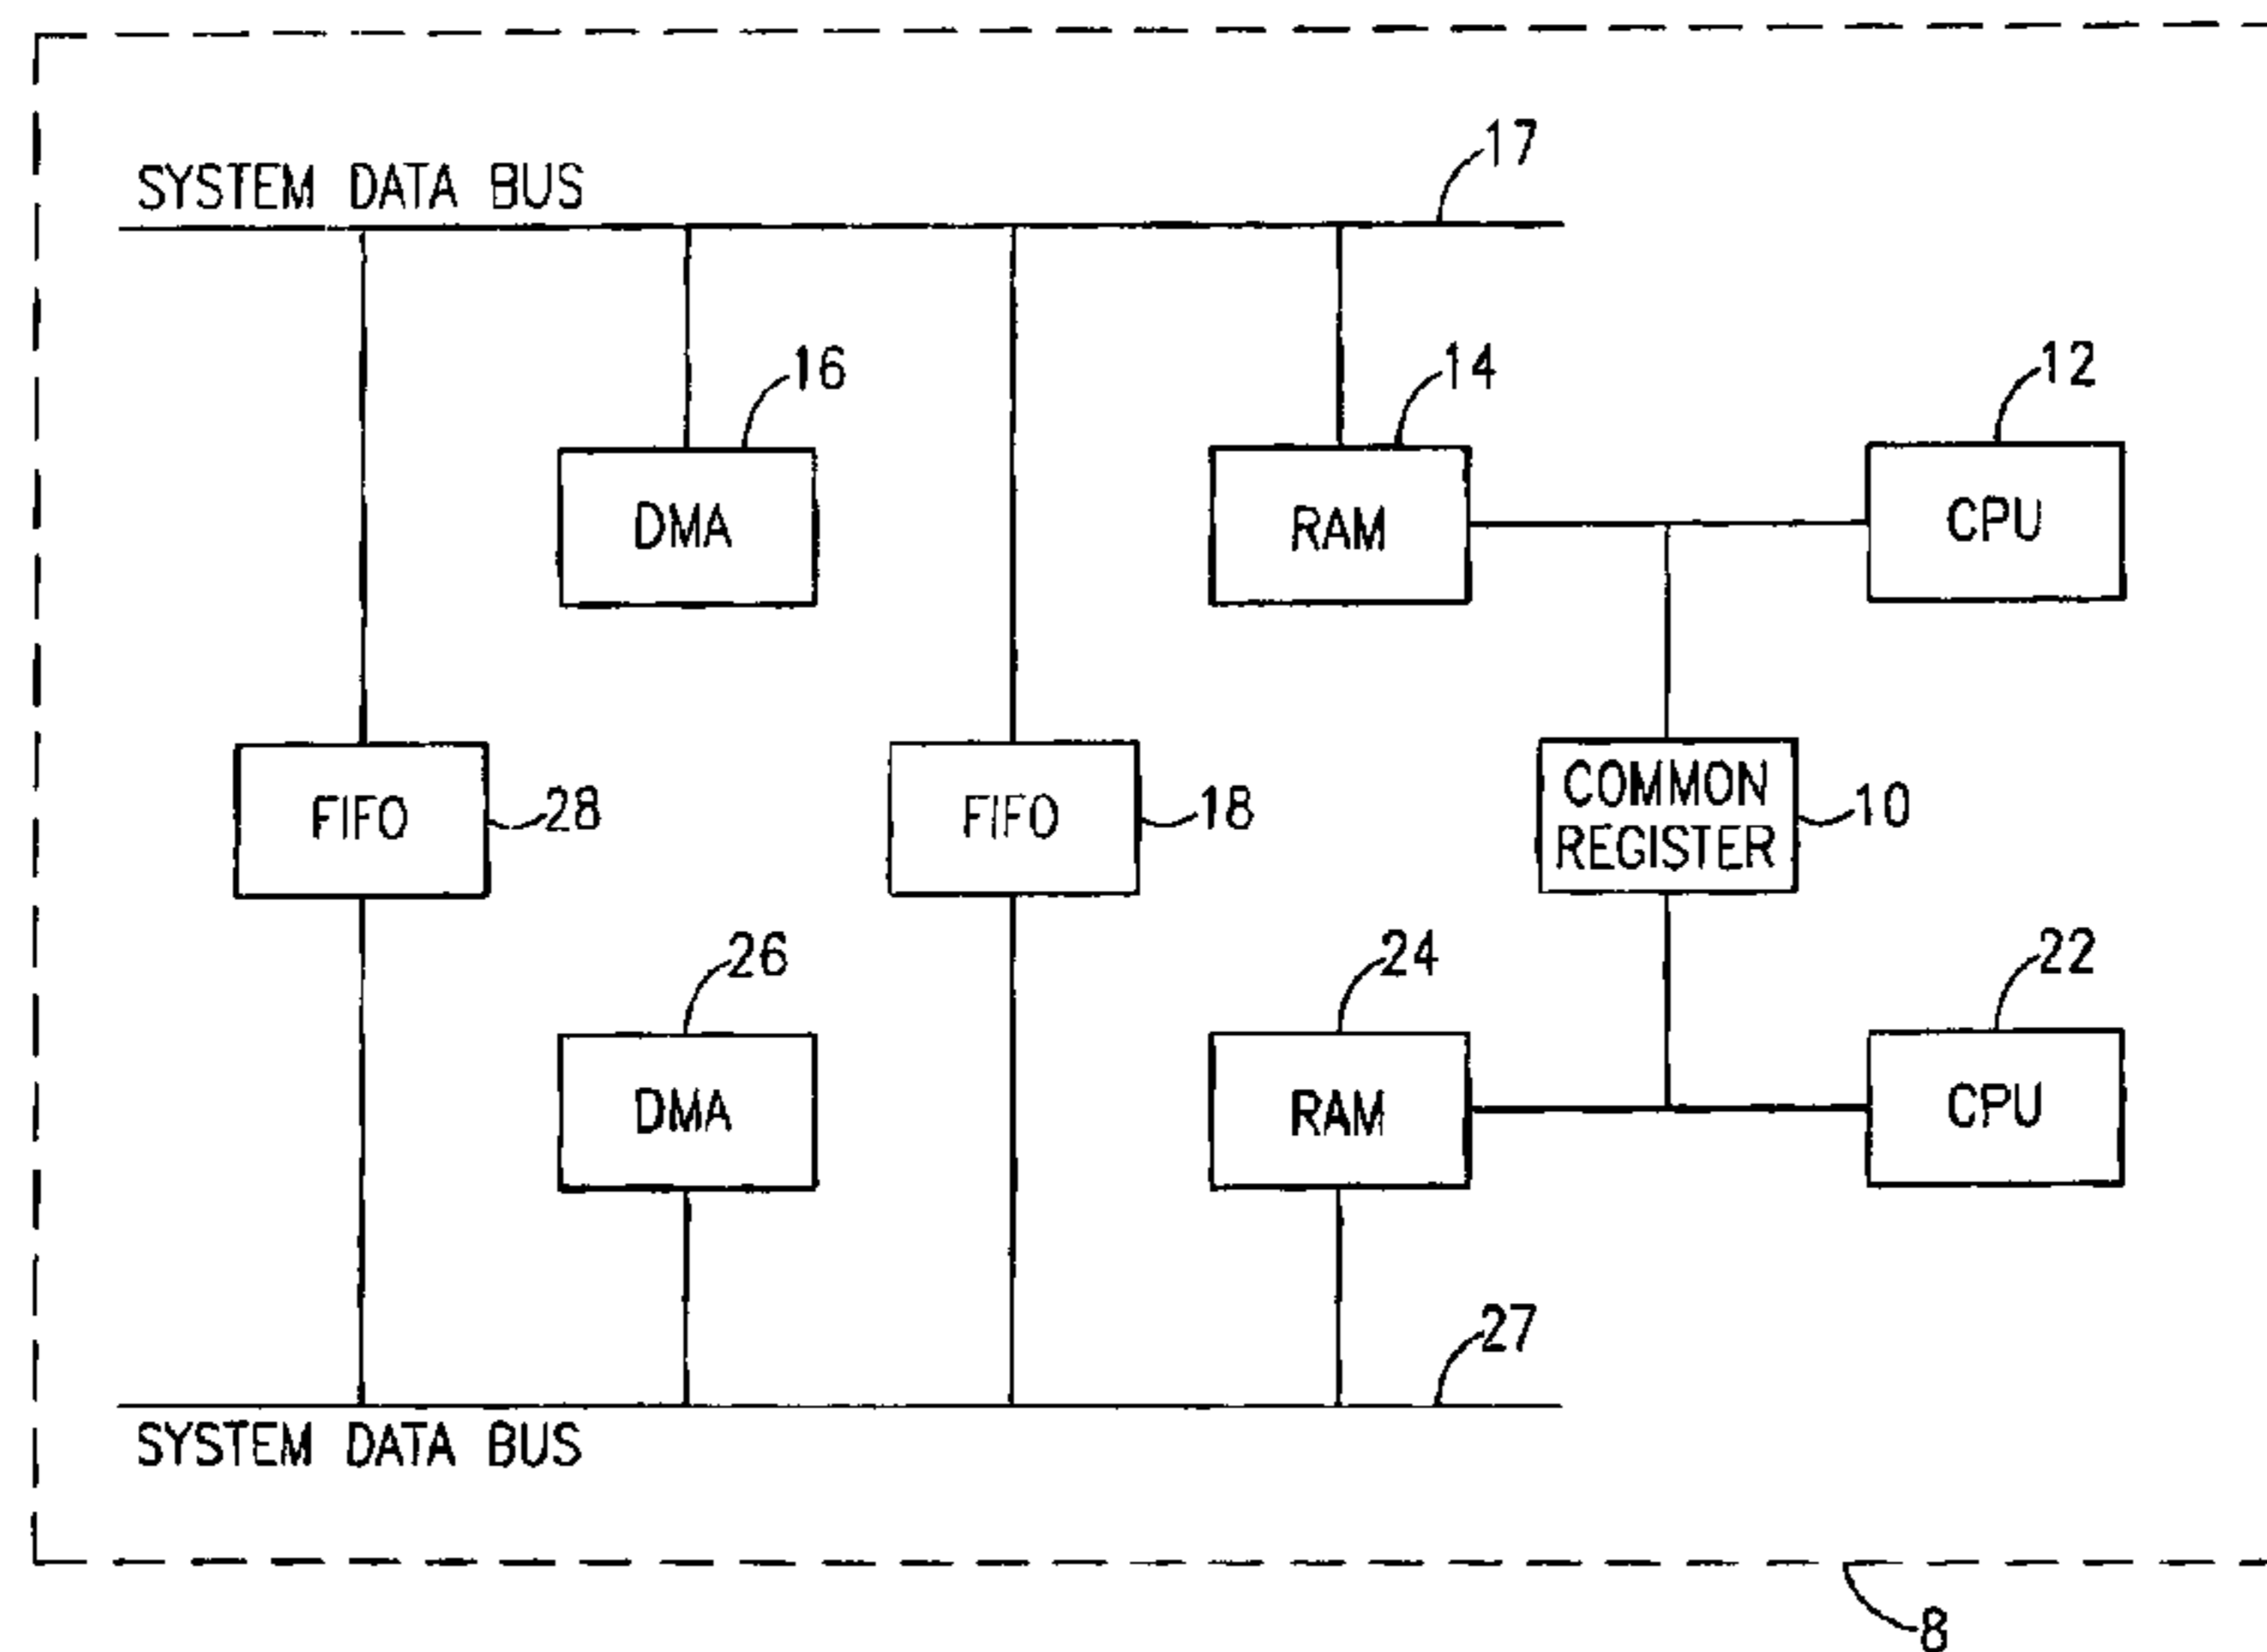 17
SYSTEM DATA BUS
16
14
12
DMA
RAM
CPU
FIFO
28
FIFO
18
COMMON
REGISTER
10
26
24
22
DMA
RAM
CPU
27
SYSTEM DATA BUS
8